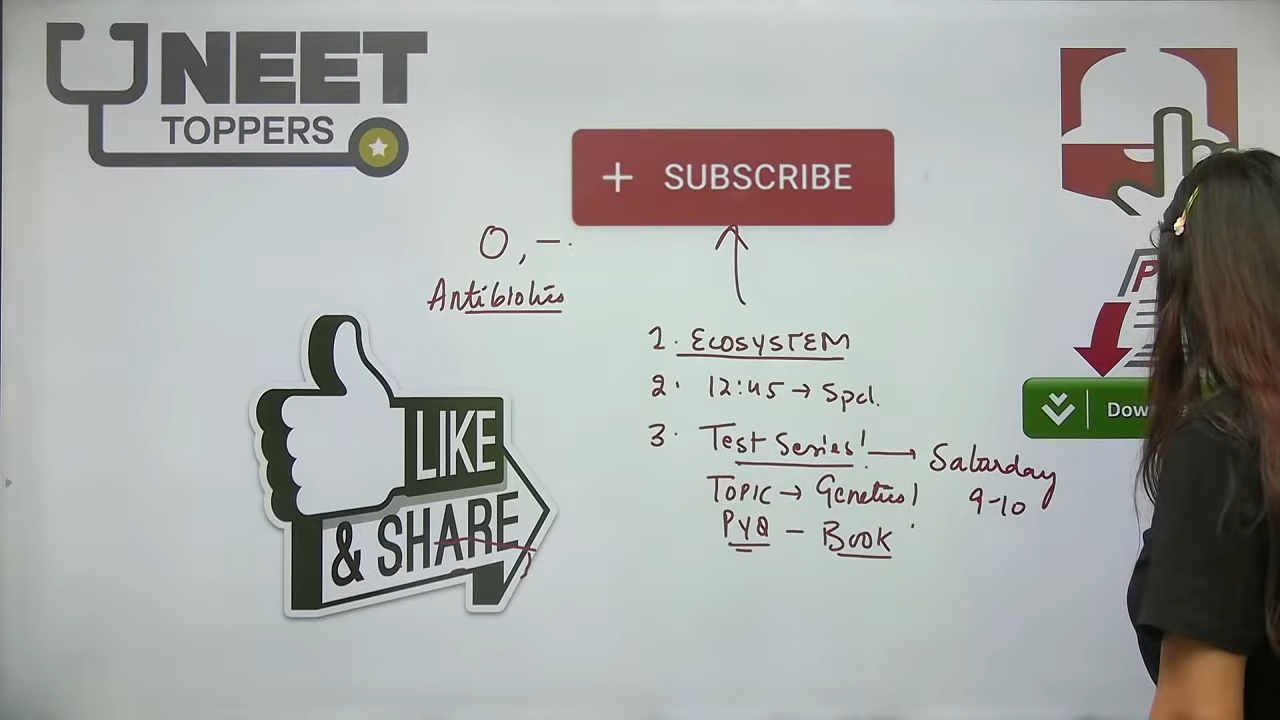 NEET
TOPPERS
+ SUBSCRIBE
O, –
Antibiotics
1. ECOSYSTEM
2. 12:45 → Spcl.
3. Test Series! → Saturday
9-10
TOPIC → Genetics!
PYQ – Book
LIKE
& SHARE
P
Dow